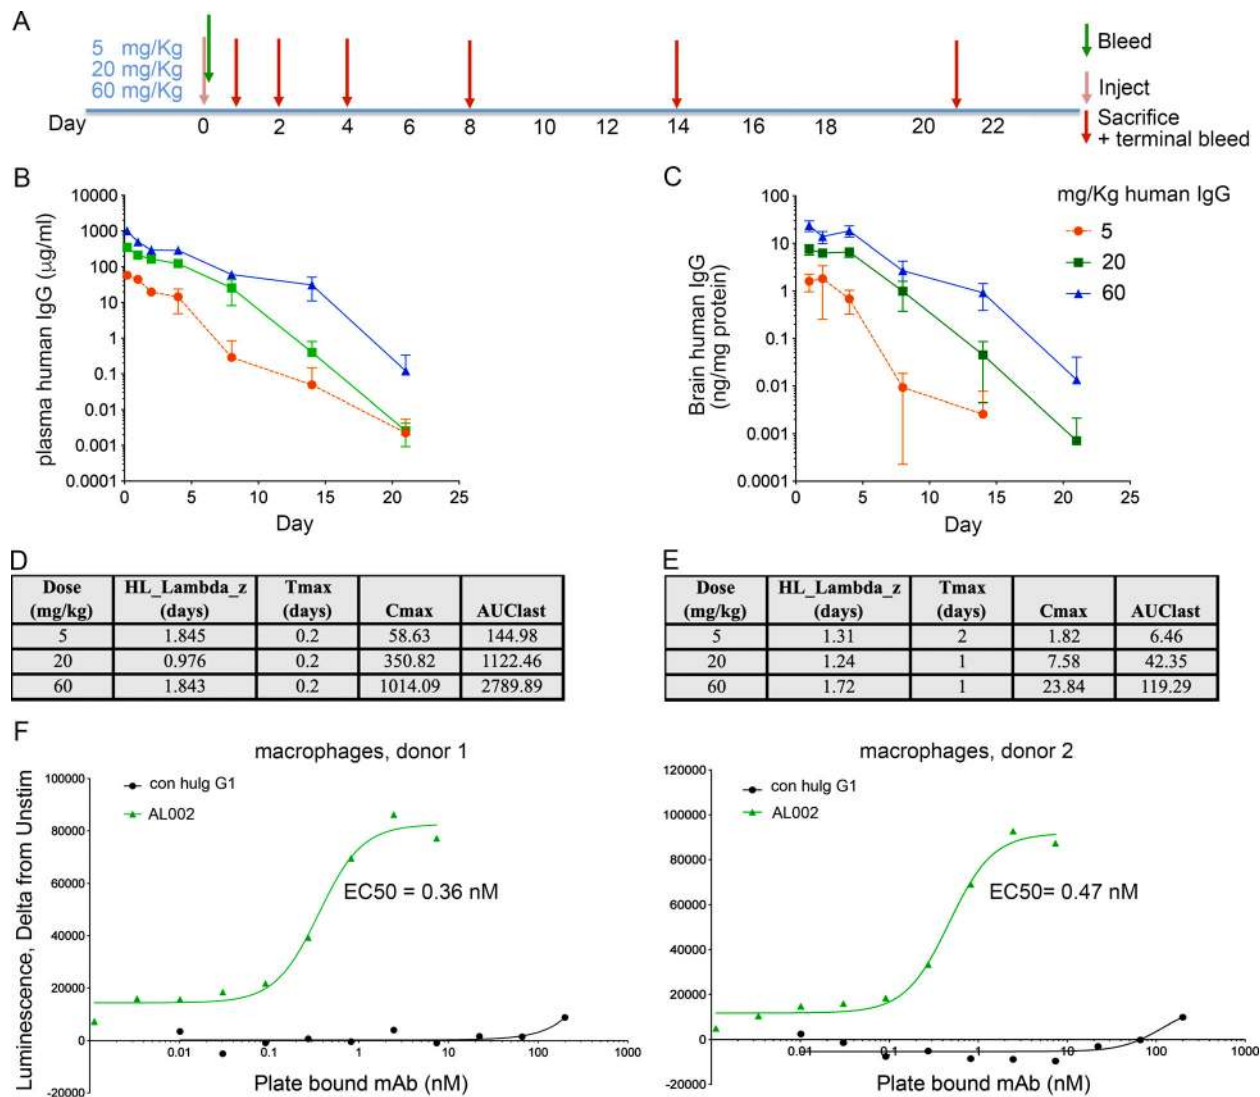 A
5 mg/Kg
20 mg/Kg
60 mg/Kg
Bleed
Inject
Sacrifice
+ terminal bleed
Day 0 2 4 6 8 10 12 14 16 18 20 22
B
10000
1000
100
10
1
0.1
0.01
0.001
0.0001
plasma human IgG (µg/ml)
0 5 10 15 20 25
Day
C
100
10
1
0.1
0.01
0.001
0.0001
Brain human IgG
(ng/mg protein)
0 5 10 15 20 25
Day
mg/Kg human IgG
5
20
60
D
Dose (mg/kg) HL_Lambda_z (days) Tmax (days) Cmax AUClast
5 1.845 0.2 58.63 144.98
20 0.976 0.2 350.82 1122.46
60 1.843 0.2 1014.09 2789.89
E
Dose (mg/kg) HL_Lambda_z (days) Tmax (days) Cmax AUClast
5 1.31 2 1.82 6.46
20 1.24 1 7.58 42.35
60 1.72 1 23.84 119.29
F
macrophages, donor 1
100000
80000
60000
40000
20000
0
-20000
Luminescence, Delta from Unstim
con huIg G1
AL002
EC50 = 0.36 nM
0.01 0.1 1 10 100 1000
Plate bound mAb (nM)
macrophages, donor 2
120000
100000
80000
60000
40000
20000
0
-20000
con huIg G1
AL002
EC50= 0.47 nM
0.91 0.1 1 10 100 1000
Plate bound mAb (nM)